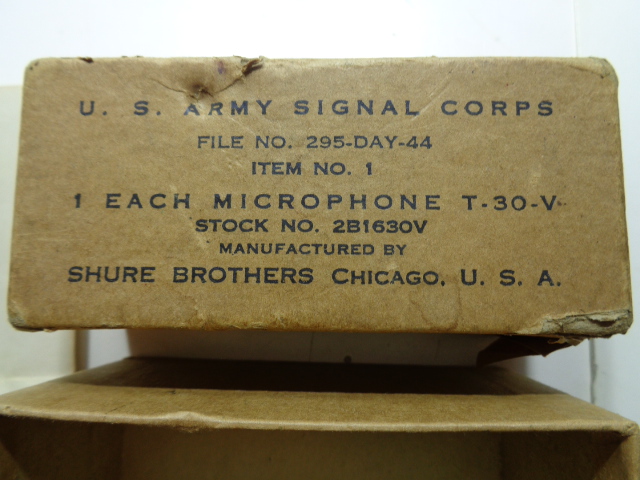 U. S. ARMY SIGNAL CORPS
FILE NO. 295-DAY-44
ITEM NO. 1
1 EACH MICROPHONE T-30-V
STOCK NO. 2B1630V
MANUFACTURED BY
SHURE BROTHERS CHICAGO, U. S. A.